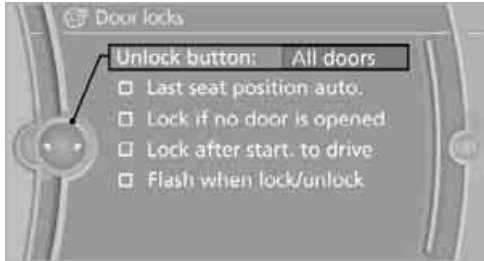 Door locks
Unlock button: All doors
Last seat position auto.
Lock if no door is opened
Lock after start. to drive
Flash when lock/unlock